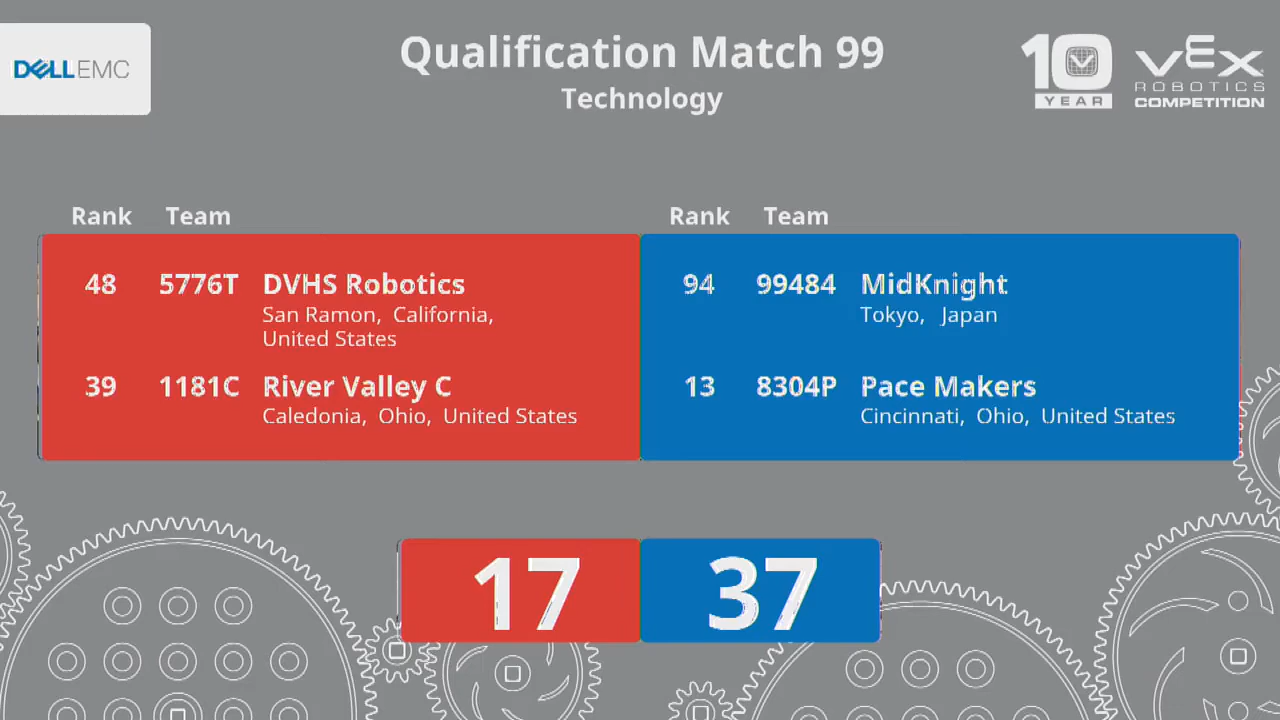 DELL EMC
Qualification Match 99
Technology
10 YEAR
VEX ROBOTICS COMPETITION
Rank Team
48 5776T DVHS Robotics
San Ramon, California,
United States
39 1181C River Valley C
Caledonia, Ohio, United States
Rank Team
94 99484 MidKnight
Tokyo, Japan
13 8304P Pace Makers
Cincinnati, Ohio, United States
17
37